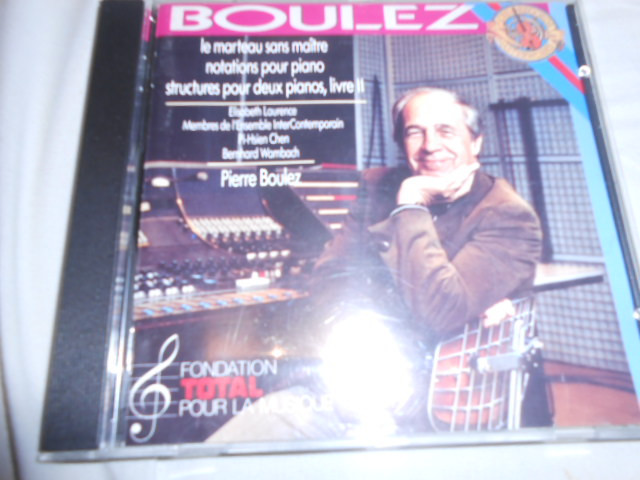 BOULEZ
le marteau sans maître
notations pour piano
structures pour deux pianos, livre II
Elisabeth Laurence
Membres de l'Ensemble InterContemporain
Pi-Hsien Chen
Bernhard Wambach
Pierre Boulez
FONDATION
TOTAL
POUR LA MUSIQUE